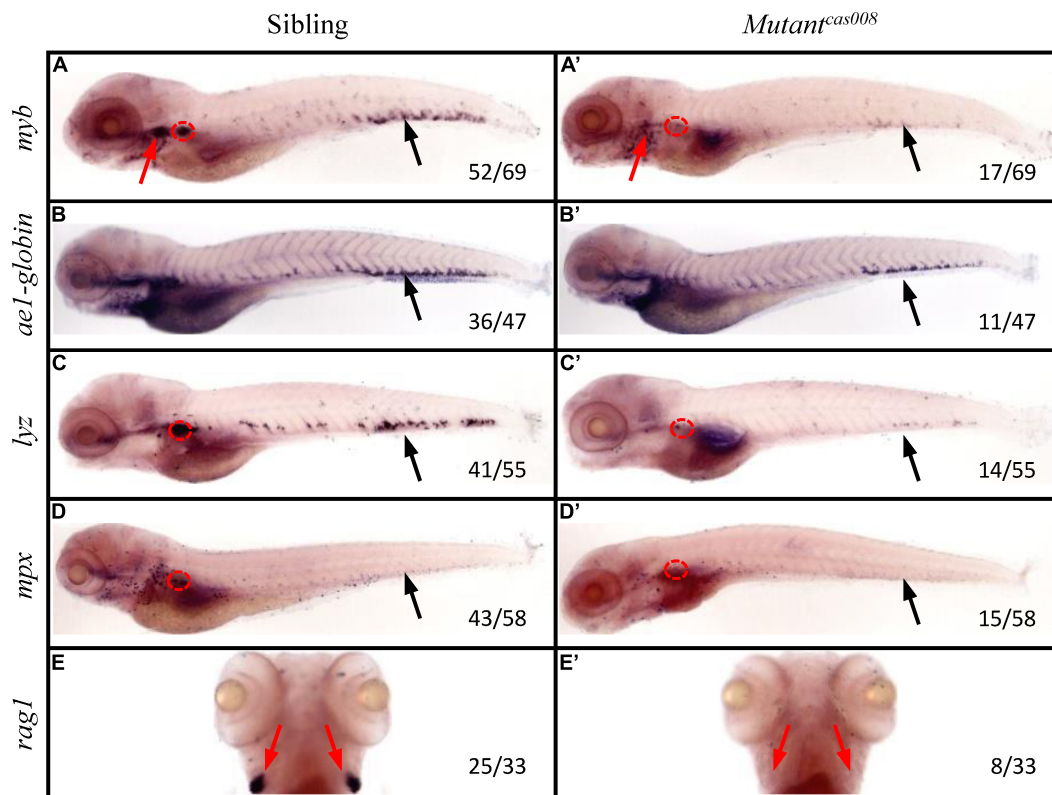 Sibling Mutantcas008
myb
A A'
52/69 17/69
ae1-globin
B B'
36/47 11/47
lyz
C C'
41/55 14/55
mpx
D D'
43/58 15/58
rag1
E E'
25/33 8/33